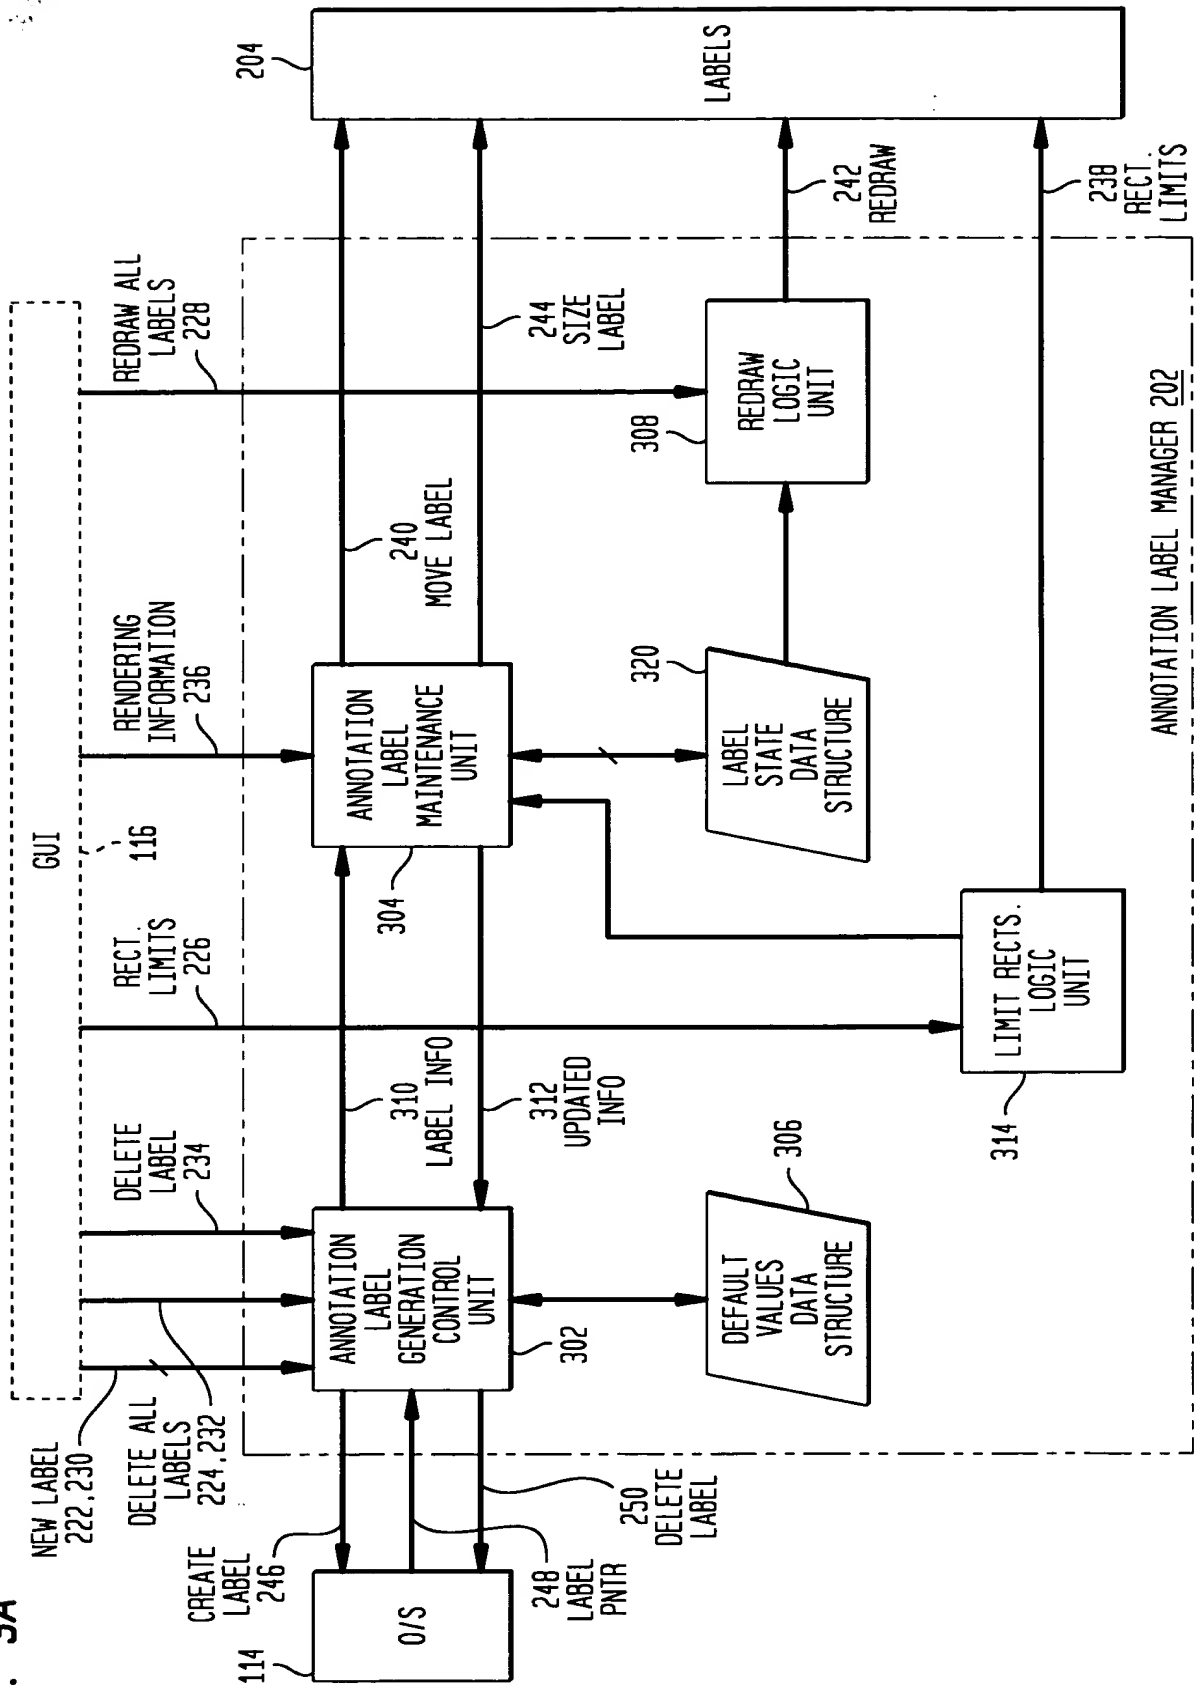 . 3A
GUI
116
NEW LABEL
222,230
DELETE ALL
LABELS
224,232
DELETE
LABEL
234
RECT.
LIMITS
226
RENDERING
INFORMATION
236
REDRAW ALL
LABELS
228
204
LABELS
114
O/S
CREATE
LABEL
246
248
LABEL
PNTR
250
DELETE
LABEL
ANNOTATION
LABEL
GENERATION
CONTROL
UNIT
302
310
LABEL INFO
312
UPDATED
INFO
ANNOTATION
LABEL
MAINTENANCE
UNIT
304
240
MOVE LABEL
244
SIZE
LABEL
DEFAULT
VALUES
DATA
STRUCTURE
306
LABEL
STATE
DATA
STRUCTURE
320
REDRAW
LOGIC
UNIT
308
242
REDRAW
LIMIT RECTS.
LOGIC
UNIT
314
238
RECT.
LIMITS
ANNOTATION LABEL MANAGER 202